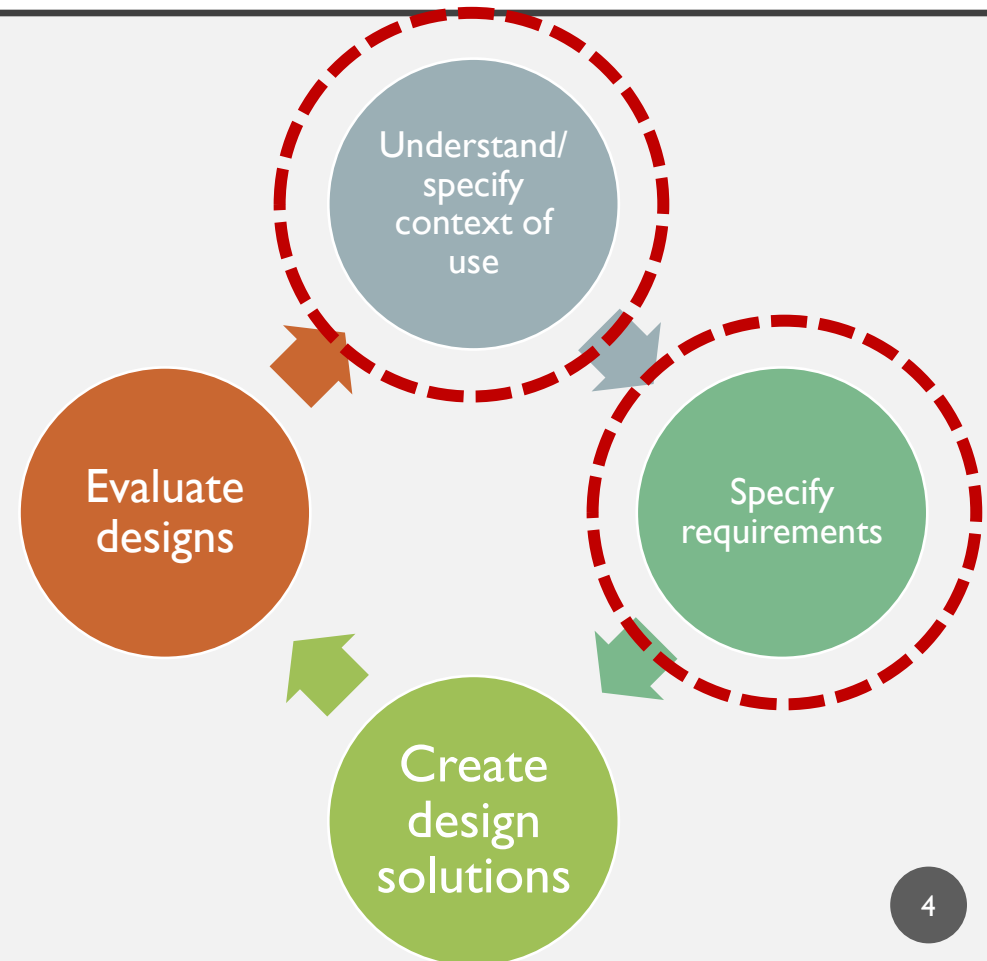 Understand/
specify
context of
use
Specify
requirements
Create
design
solutions
Evaluate
designs
4